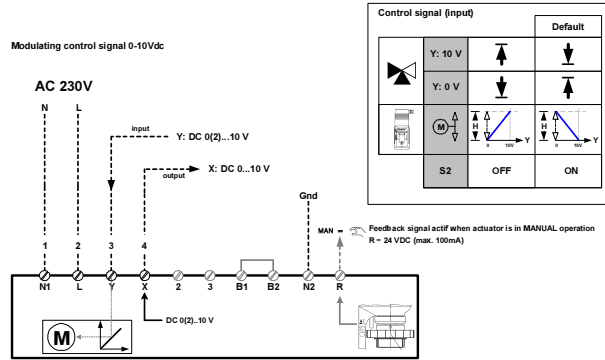 Control signal (input)
Default
Modulating control signal 0-10Vdc
Y: 10 V
AC 230V
Y: 0 V
N L
input
Y: DC 0(2)...10 V
M
H
Y
0 10V
H
Y
0 10V
output
X: DC 0...10 V
S2 OFF ON
Gnd
MAN = Feedback signal actif when actuator is in MANUAL operation
R = 24 VDC (max. 100mA)
1 2 3 4
N1 L Y X 2 3 B1 B2 N2 R
DC 0(2)..10 V
M